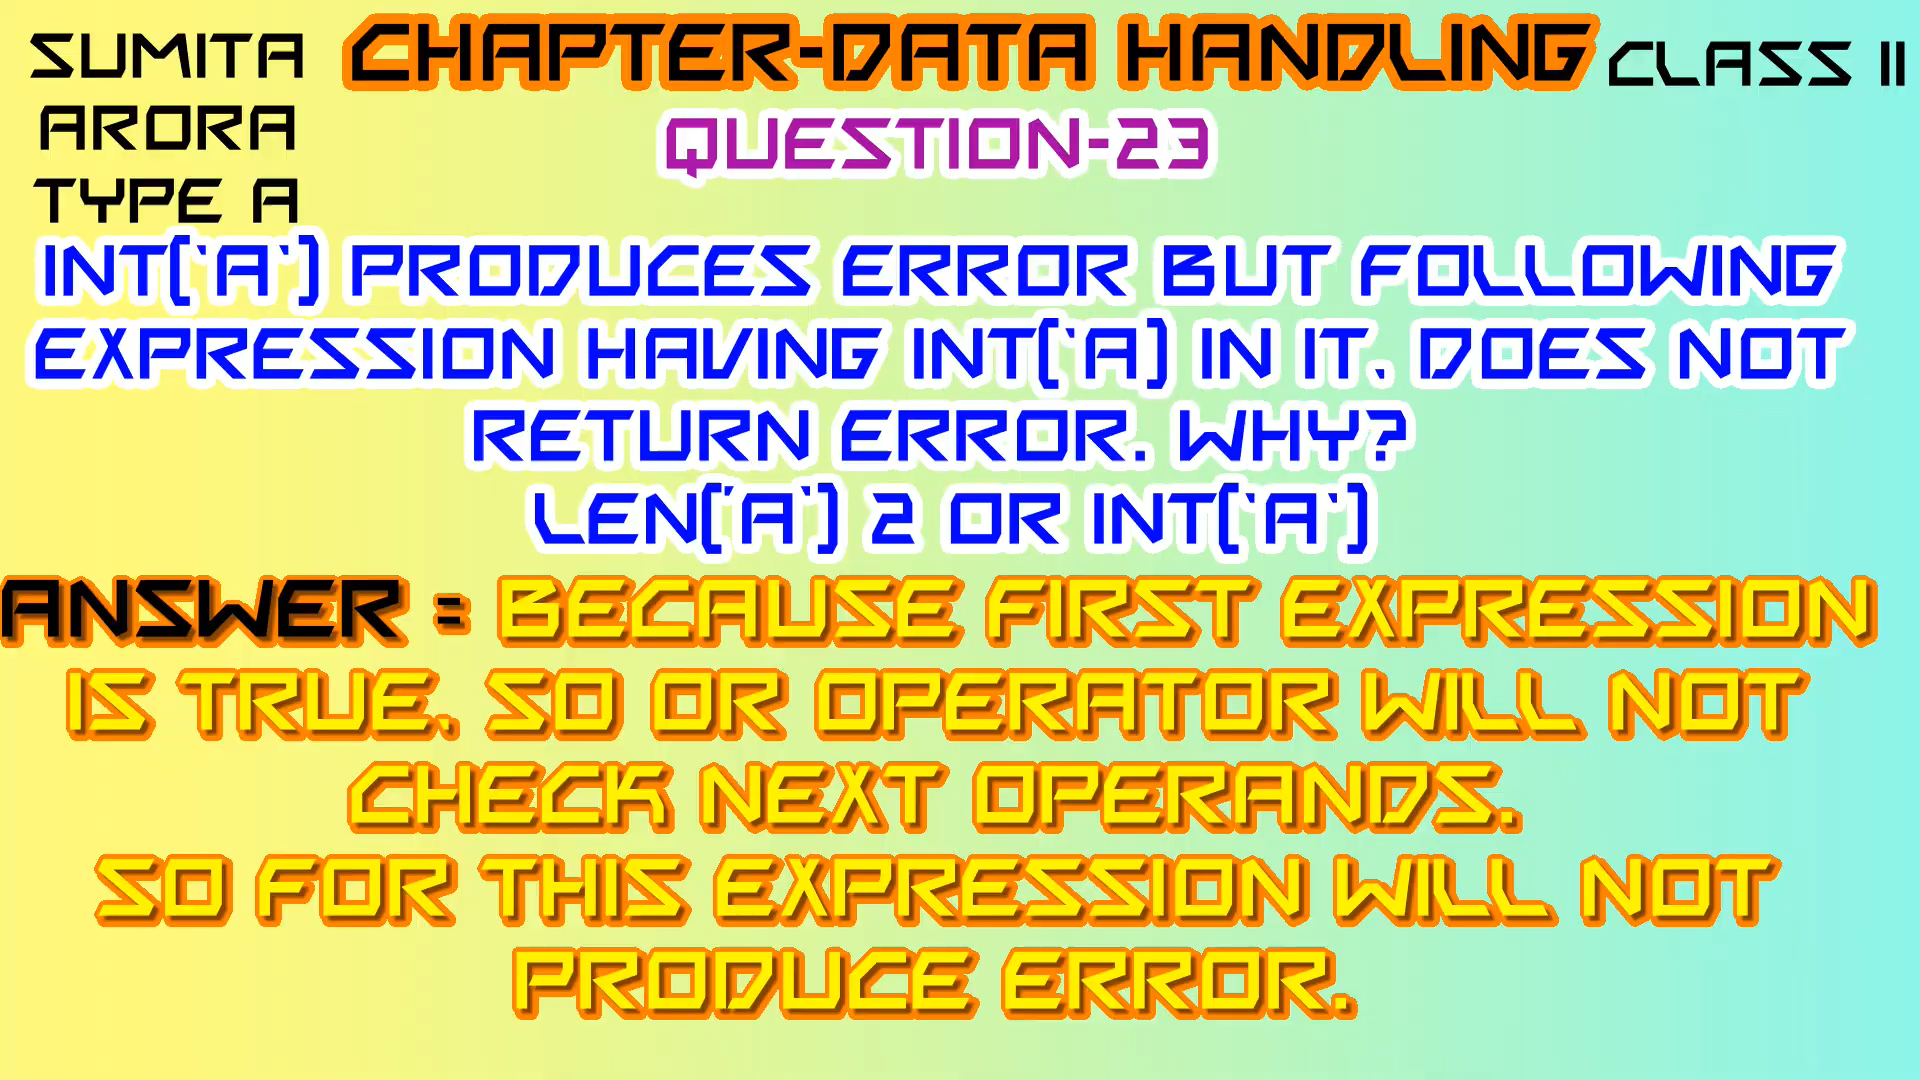 SUMITA
ARORA
TYPE A
CHAPTER-DATA HANDLING
CLASS 11
QUESTION-23
INT(`A`) PRODUCES ERROR BUT FOLLOWING
EXPRESSION HAVING INT(`A) IN IT, DOES NOT
RETURN ERROR. WHY?
LEN('A`) 2 OR INT(`A`)
ANSWER = BECAUSE FIRST EXPRESSION
IS TRUE, SO OR OPERATOR WILL NOT
CHECK NEXT OPERANDS.
SO FOR THIS EXPRESSION WILL NOT
PRODUCE ERROR.